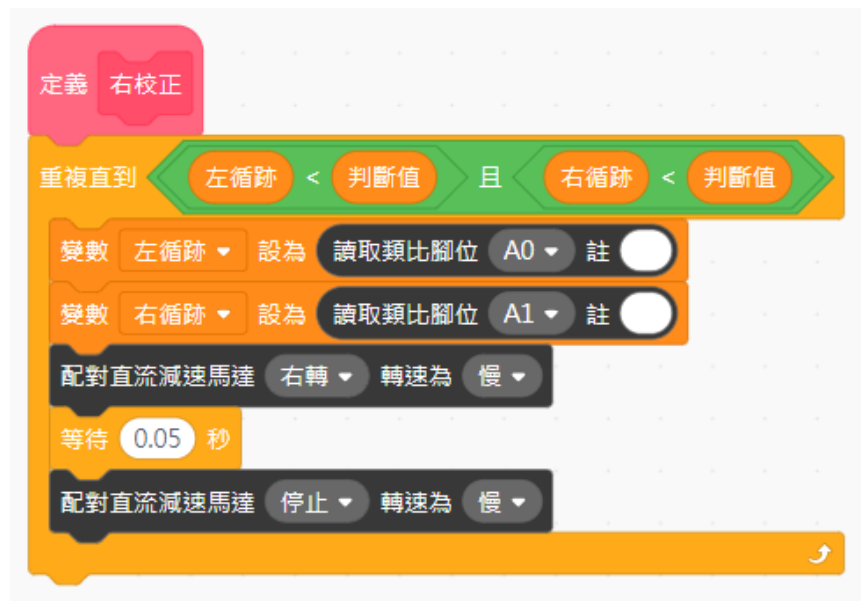 定義 右校正
重複直到 左循跡 < 判斷值 且 右循跡 < 判斷值
變數 左循跡 設為 讀取類比腳位 A0 註
變數 右循跡 設為 讀取類比腳位 A1 註
配對直流減速馬達 右轉 轉速為 慢
等待 0.05 秒
配對直流減速馬達 停止 轉速為 慢